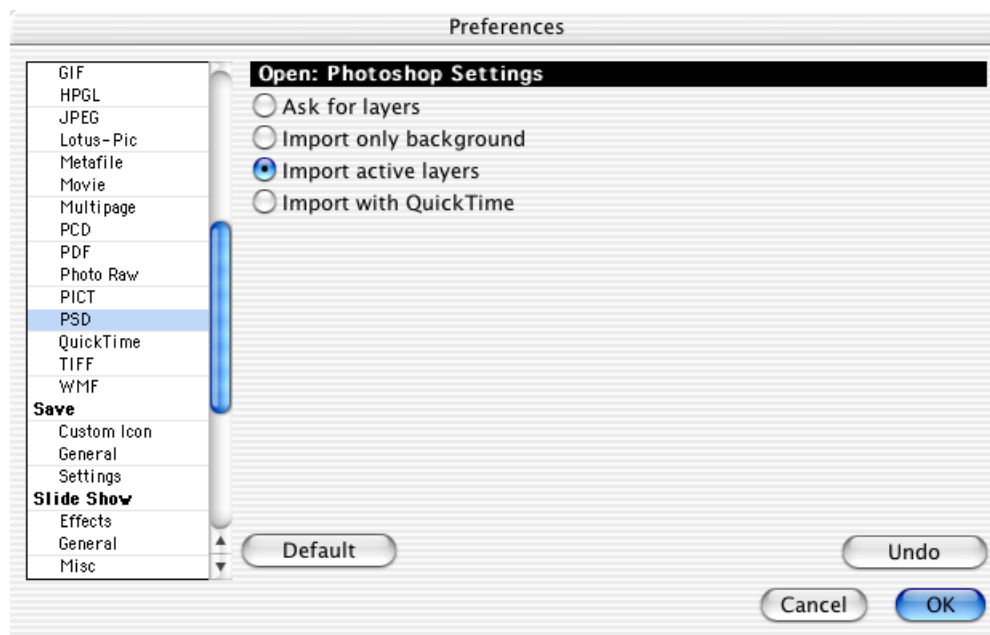 Preferences
GIF
HPGL
JPEG
Lotus-Pic
Metafile
Movie
Multipage
PCD
PDF
Photo Raw
PICT
PSD
QuickTime
TIFF
WMF
Save
Custom Icon
General
Settings
Slide Show
Effects
General
Misc
Open: Photoshop Settings
Ask for layers
Import only background
Import active layers
Import with QuickTime
Default
Undo
Cancel
OK